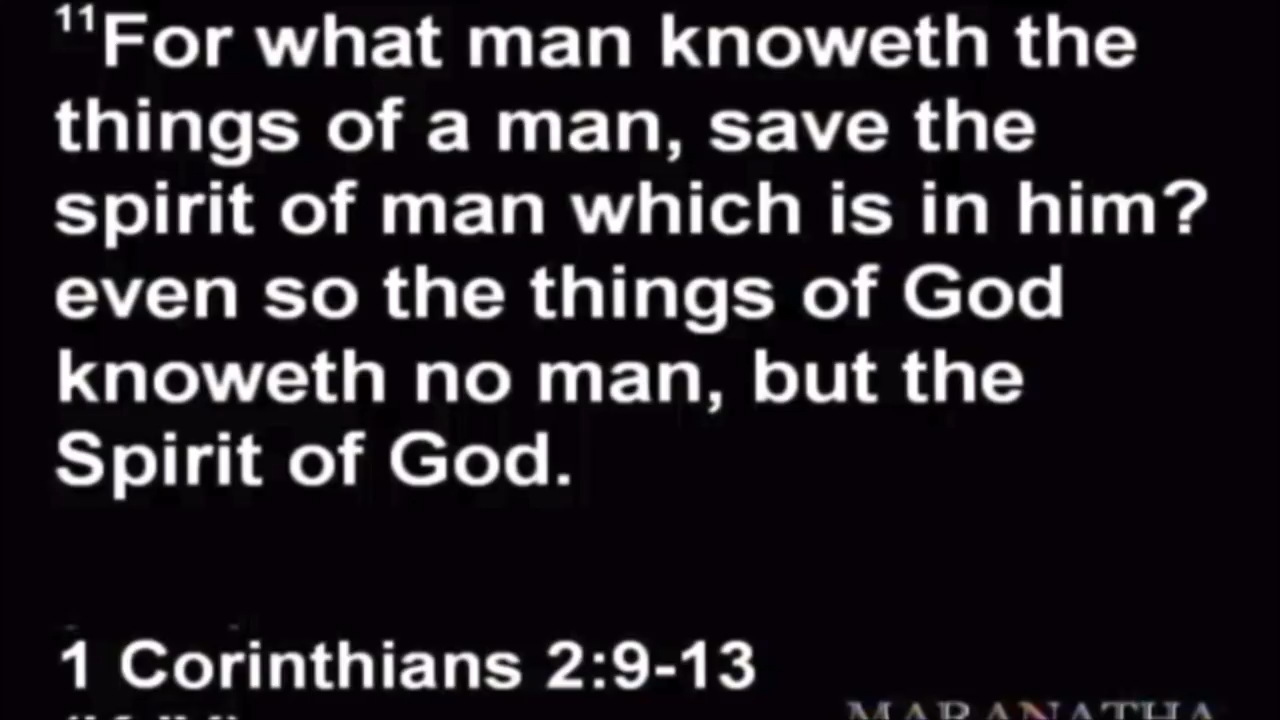 ¹¹For what man knoweth the
things of a man, save the
spirit of man which is in him?
even so the things of God
knoweth no man, but the
Spirit of God.
1 Corinthians 2:9-13
MARANATHA